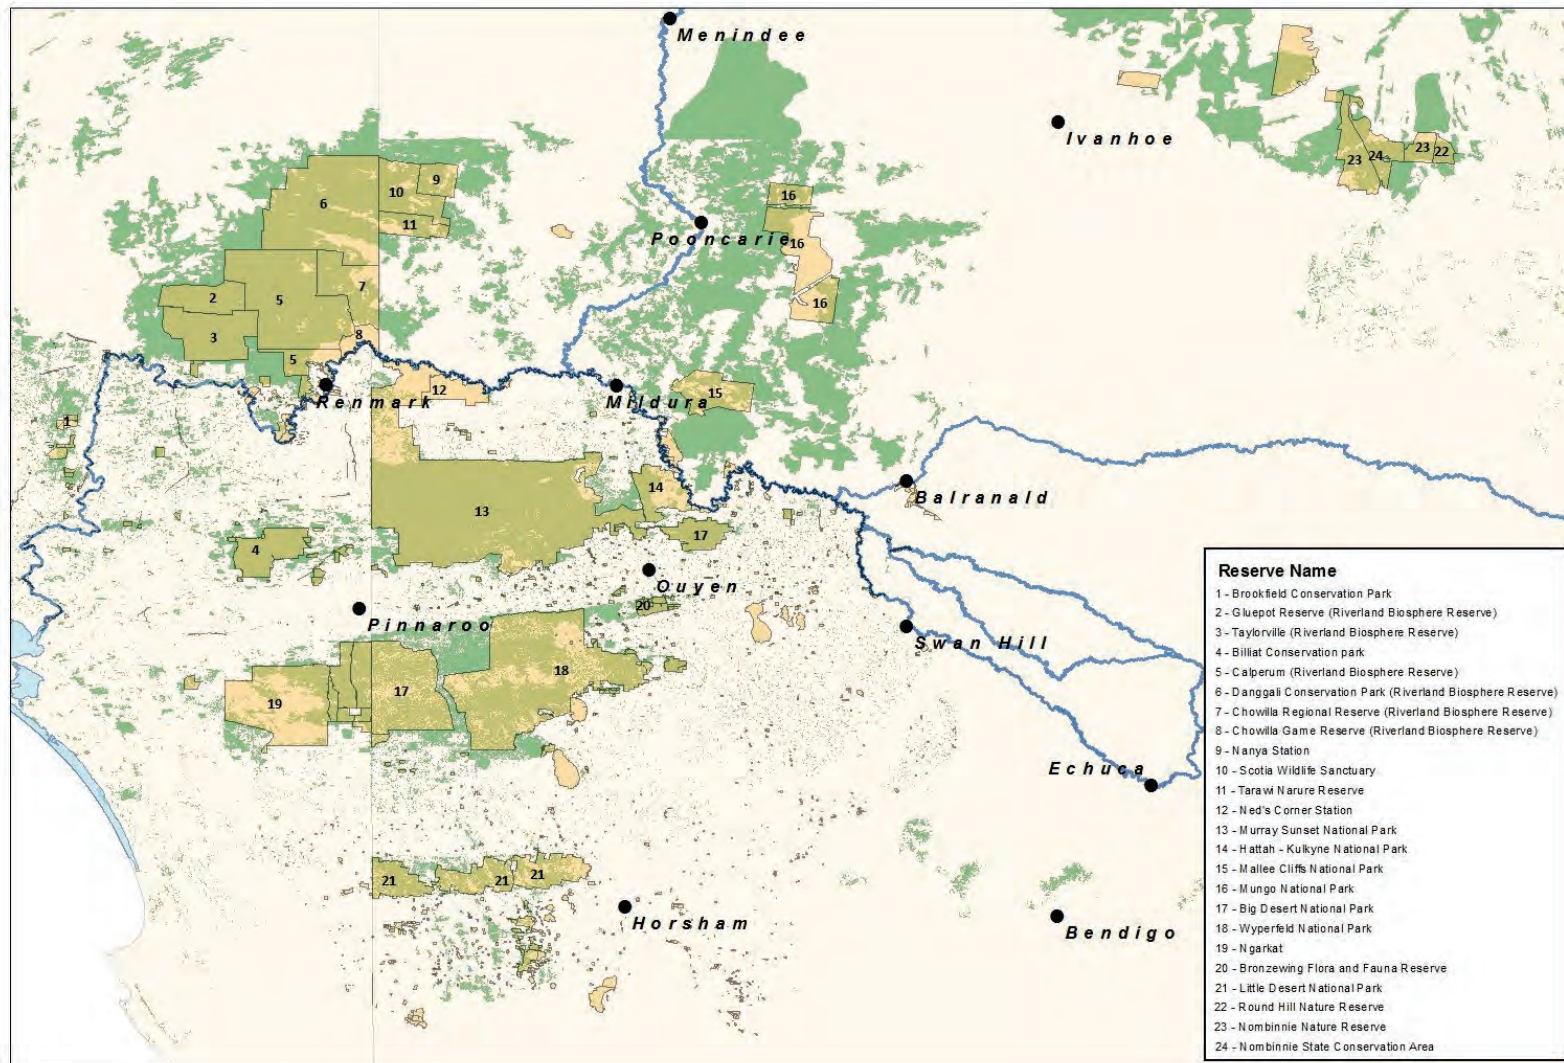 Menindee
Ivanhoe
23
22
23
24
9
10
6
11
16
16
16
Pooncarie
7
2
5
3
8
5
12
15
Renmark
Mildura
1
14
Balranald
13
17
4
Ouyen
20
Pinnaroo
Swan Hill
18
17
19
Echuca
21
21
21
Horsham
Bendigo
Reserve Name
1 - Brookfield Conservation Park
2 - Gluepot Reserve (Riverland Biosphere Reserve)
3 - Taylorville (Riverland Biosphere Reserve)
4 - Billiat Conservation park
5 - Calperum (Riverland Biosphere Reserve)
6 - Danggali Conservation Park (Riverland Biosphere Reserve)
7 - Chowilla Regional Reserve (Riverland Biosphere Reserve)
8 - Chowilla Game Reserve (Riverland Biosphere Reserve)
9 - Nanya Station
10 - Scotia Wildlife Sanctuary
11 - Tarawi Narure Reserve
12 - Ned's Corner Station
13 - Murray Sunset National Park
14 - Hattah - Kulkyne National Park
15 - Mallee Cliffs National Park
16 - Mungo National Park
17 - Big Desert National Park
18 - Wyperfeld National Park
19 - Ngarkat
20 - Bronzewing Flora and Fauna Reserve
21 - Little Desert National Park
22 - Round Hill Nature Reserve
23 - Nombinnie Nature Reserve
24 - Nombinnie State Conservation Area